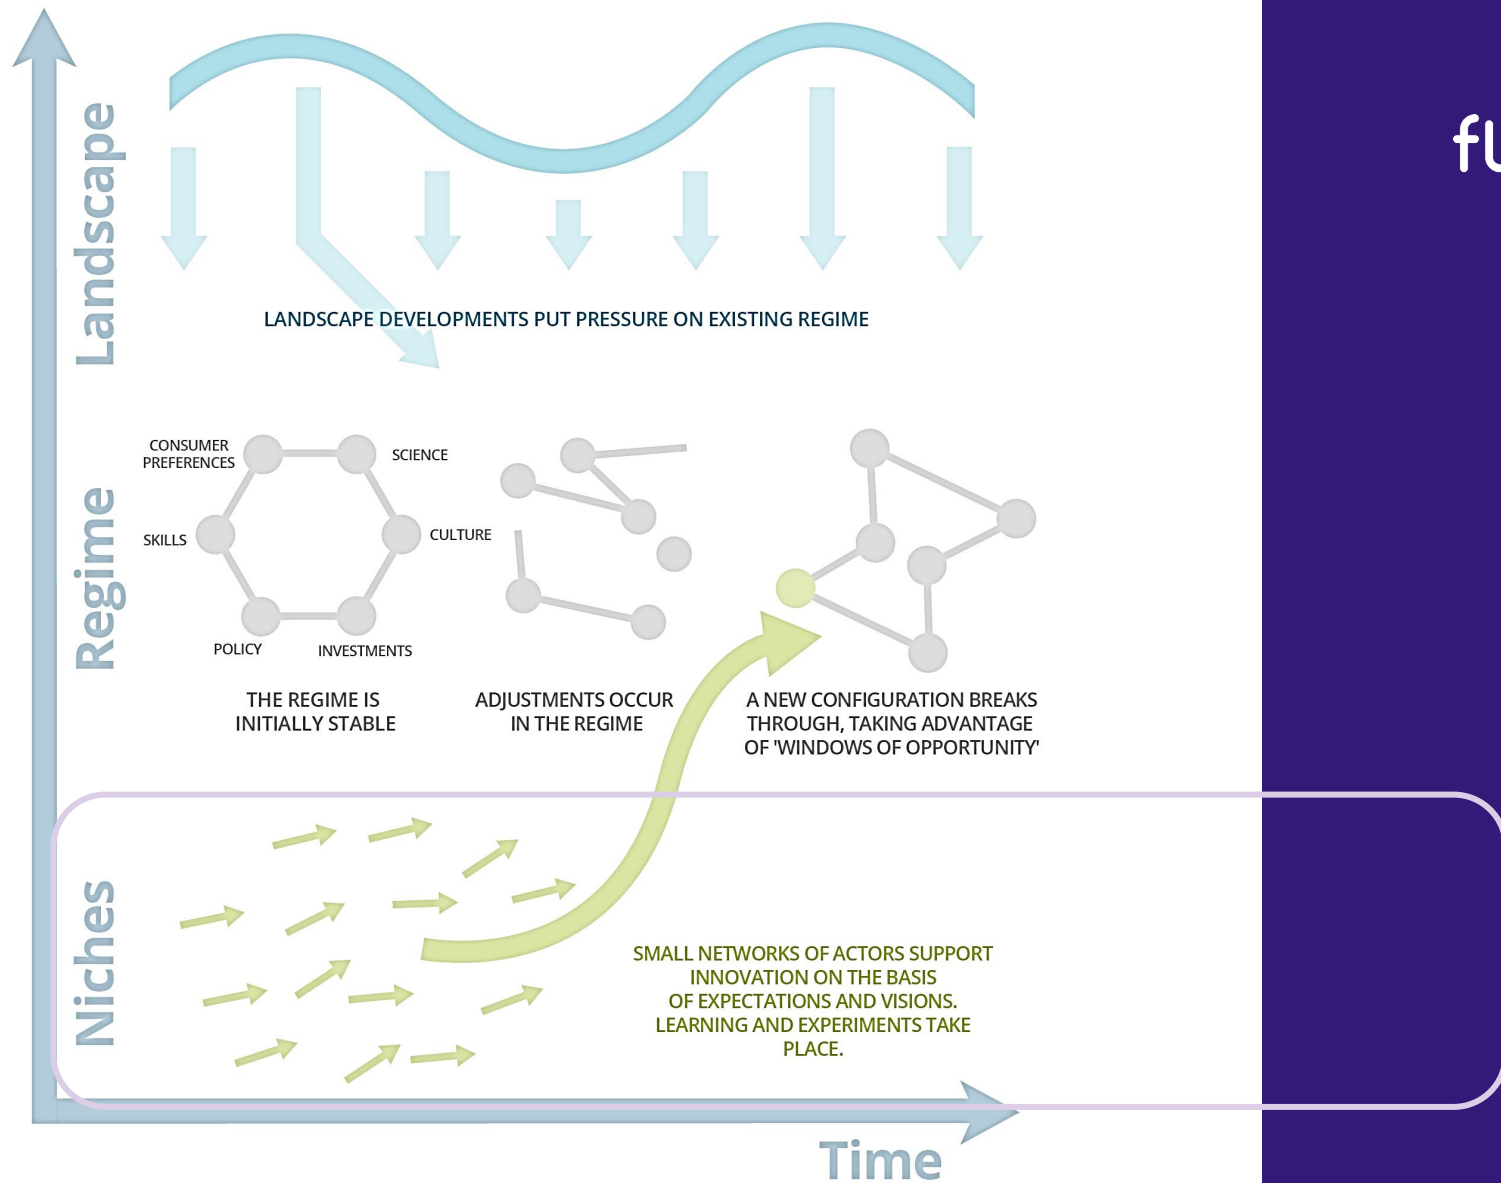 Landscape
LANDSCAPE DEVELOPMENTS PUT PRESSURE ON EXISTING REGIME
Regime
CONSUMER
PREFERENCES
SCIENCE
SKILLS
CULTURE
POLICY
INVESTMENTS
THE REGIME IS
INITIALLY STABLE
ADJUSTMENTS OCCUR
IN THE REGIME
A NEW CONFIGURATION BREAKS
THROUGH, TAKING ADVANTAGE
OF 'WINDOWS OF OPPORTUNITY'
Niches
SMALL NETWORKS OF ACTORS SUPPORT
INNOVATION ON THE BASIS
OF EXPECTATIONS AND VISIONS.
LEARNING AND EXPERIMENTS TAKE
PLACE.
Time